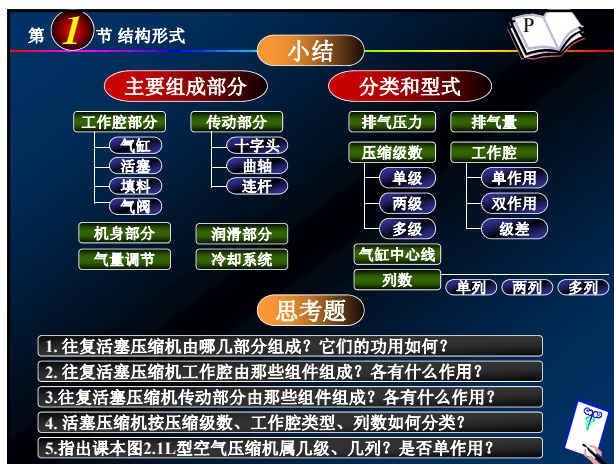 第1节 结构形式
P
小结
主要组成部分 分类和型式
工作腔部分 传动部分 排气压力 排气量
气缸 十字头 压缩级数 工作腔
活塞 曲轴 单级 单作用
填料 连杆 两级 双作用
气阀 多级 级差
机身部分 润滑部分 气缸中心线
气量调节 冷却系统 列数 单列 两列 多列
思考题
1. 往复活塞压缩机由哪几部分组成？它们的功用如何？
2. 往复活塞压缩机工作腔由那些组件组成？各有什么作用？
3.往复活塞压缩机传动部分由那些组件组成？各有什么作用？
4. 活塞压缩机按压缩级数、工作腔类型、列数如何分类？
5.指出课本图2.1L型空气压缩机属几级、几列？是否单作用？